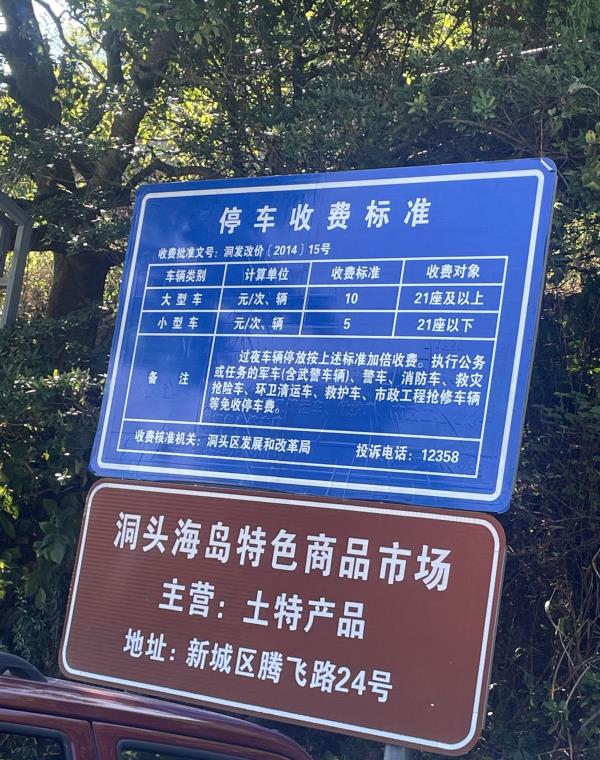 停车收费标准
收费批准文号：洞发改价〔2014〕15号
车辆类别 计算单位 收费标准 收费对象
大型车 元/次、辆 10 21座及以上
小型车 元/次、辆 5 21座以下
备注
过夜车辆停放按上述标准加倍收费。执行公务
或任务的军车(含武警车辆)、警车、消防车、救灾
抢险车、环卫清运车、救护车、市政工程抢修车辆
等免收停车费。
收费核准机关：洞头区发展和改革局 投诉电话：12358
洞头海岛特色商品市场
主营：土特产品
地址：新城区腾飞路24号